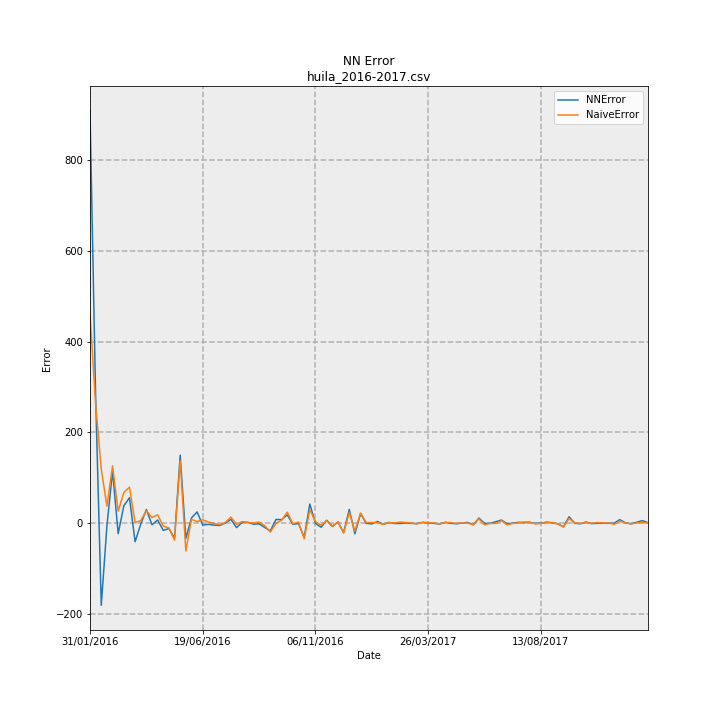 NN Error
huila_2016-2017.csv
NNError
NaiveError
800
600
400
200
0
−200
Error
31/01/2016
19/06/2016
06/11/2016
26/03/2017
13/08/2017
Date